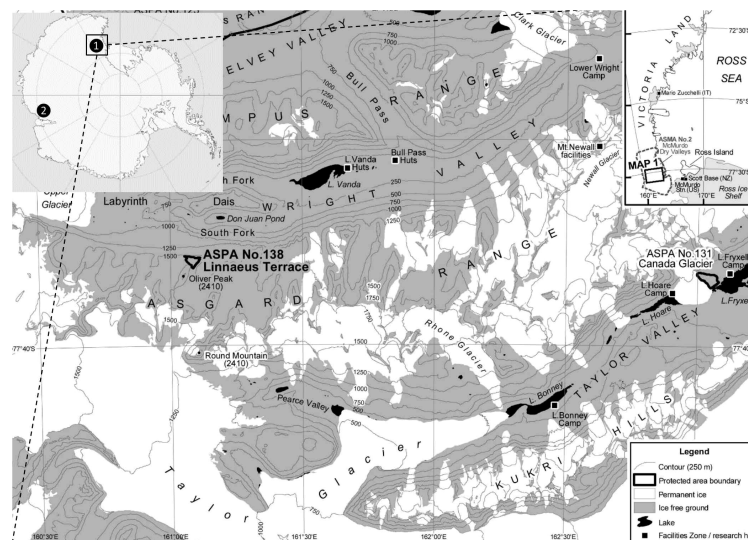 1
2
Clark Glacier
Lower Wright Camp
Bull Pass
RANGE
Bull Pass Huts
L. Vanda Huts
L. Vanda
WRIGHT VALLEY
Mt.Newall facilities
Newall Glacier
Glacier
Labyrinth
Dais
Don Juan Pond
South Fork
ASPA No.138
Linnaeus Terrace
Oliver Peak
(2410)
ASGARD RANGE
ASPA No.131
Canada Glacier
L. Fryxell Camp
L.Hoare Camp
L. Hoare
Rhone Glacier
TAYLOR VALLEY
Round Mountain
(2410)
Pearce Valley
L. Bonney
L.Bonney Camp
KUKRI HILLS
Taylor Glacier
77°40'S
160°30'E
161°00'E
161°30'E
162°00'E
162°30'E
VICTORIA LAND
ROSS SEA
72°30'
75°S
77°30'S
Mario Zucchelli (IT)
ASMA No.2
McMurdo
Dry Valleys
Ross Island
MAP 1
Scott Base (NZ)
McMurdo Stn.(US)
160°E
Ross Ice Shelf
Legend
Contour (250 m)
Protected area boundary
Permanent ice
Ice free ground
Lake
Facilities Zone / research